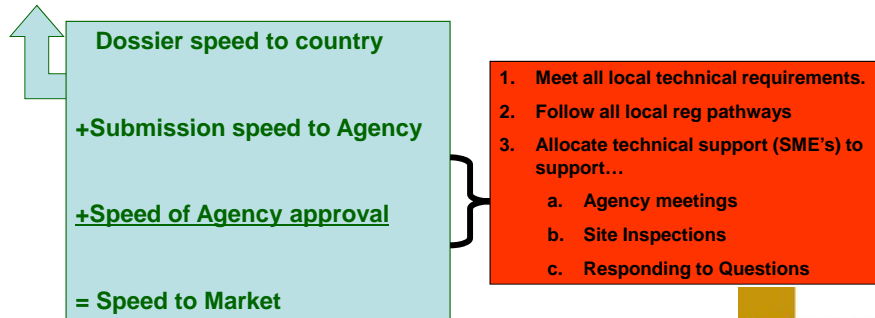 Dossier speed to country
+Submission speed to Agency
+Speed of Agency approval
= Speed to Market
1. Meet all local technical requirements.
2. Follow all local reg pathways
3. Allocate technical support (SME's) to
support…
a. Agency meetings
b. Site Inspections
c. Responding to Questions